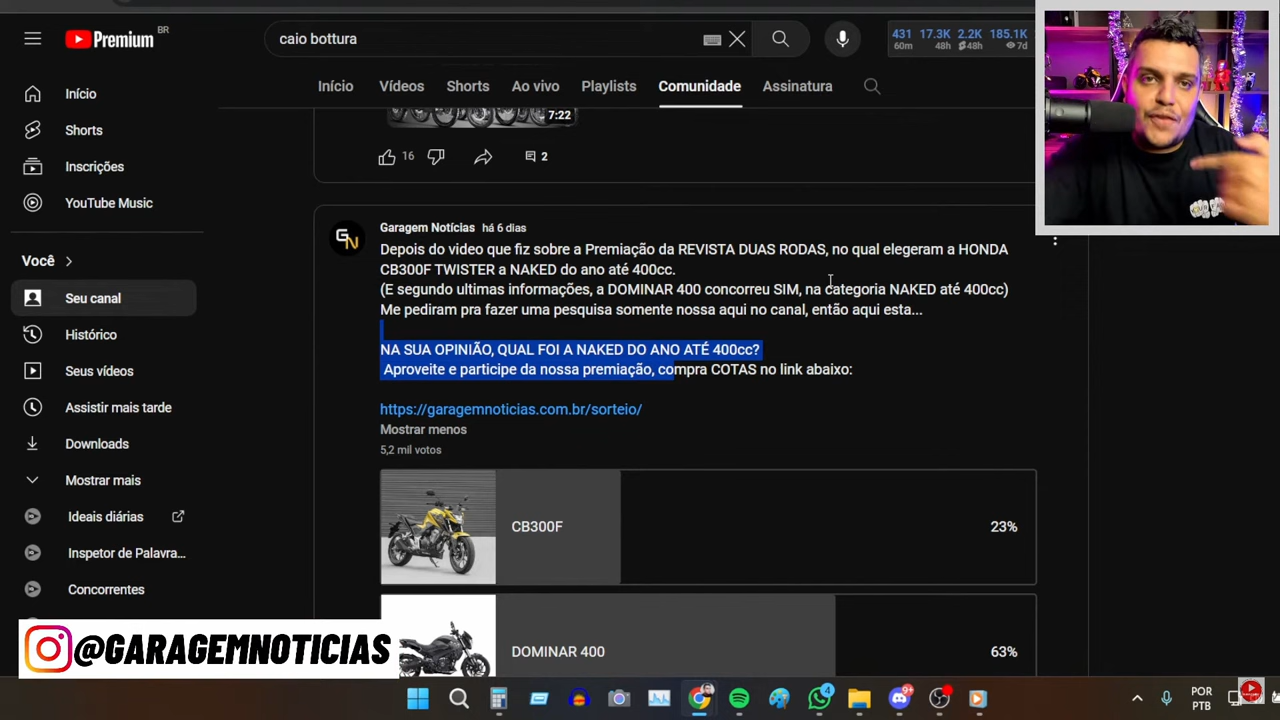 BR
Premium
caio bottura
431 17.3K 2.2K 185.1K
60m 48h 48h 7d
Início Vídeos Shorts Ao vivo Playlists Comunidade Assinatura
Início
Shorts
Inscrições
YouTube Music
Você
Seu canal
Histórico
Seus vídeos
Assistir mais tarde
Downloads
Mostrar mais
Ideais diárias
Inspetor de Palavra...
Concorrentes
7:22
16 2
GN
Garagem Notícias há 6 dias
Depois do video que fiz sobre a Premiação da REVISTA DUAS RODAS, no qual elegeram a HONDA
CB300F TWISTER a NAKED do ano até 400cc.
(E segundo ultimas informações, a DOMINAR 400 concorreu SIM, na categoria NAKED até 400cc)
Me pediram pra fazer uma pesquisa somente nossa aqui no canal, então aqui esta...
NA SUA OPINIÃO, QUAL FOI A NAKED DO ANO ATÉ 400cc?
Aproveite e participe da nossa premiação, compra COTAS no link abaixo:
https://garagemnoticias.com.br/sorteio/
Mostrar menos
5,2 mil votos
CB300F 23%
DOMINAR 400 63%
@GARAGEMNOTICIAS
4
9+
POR
PTB